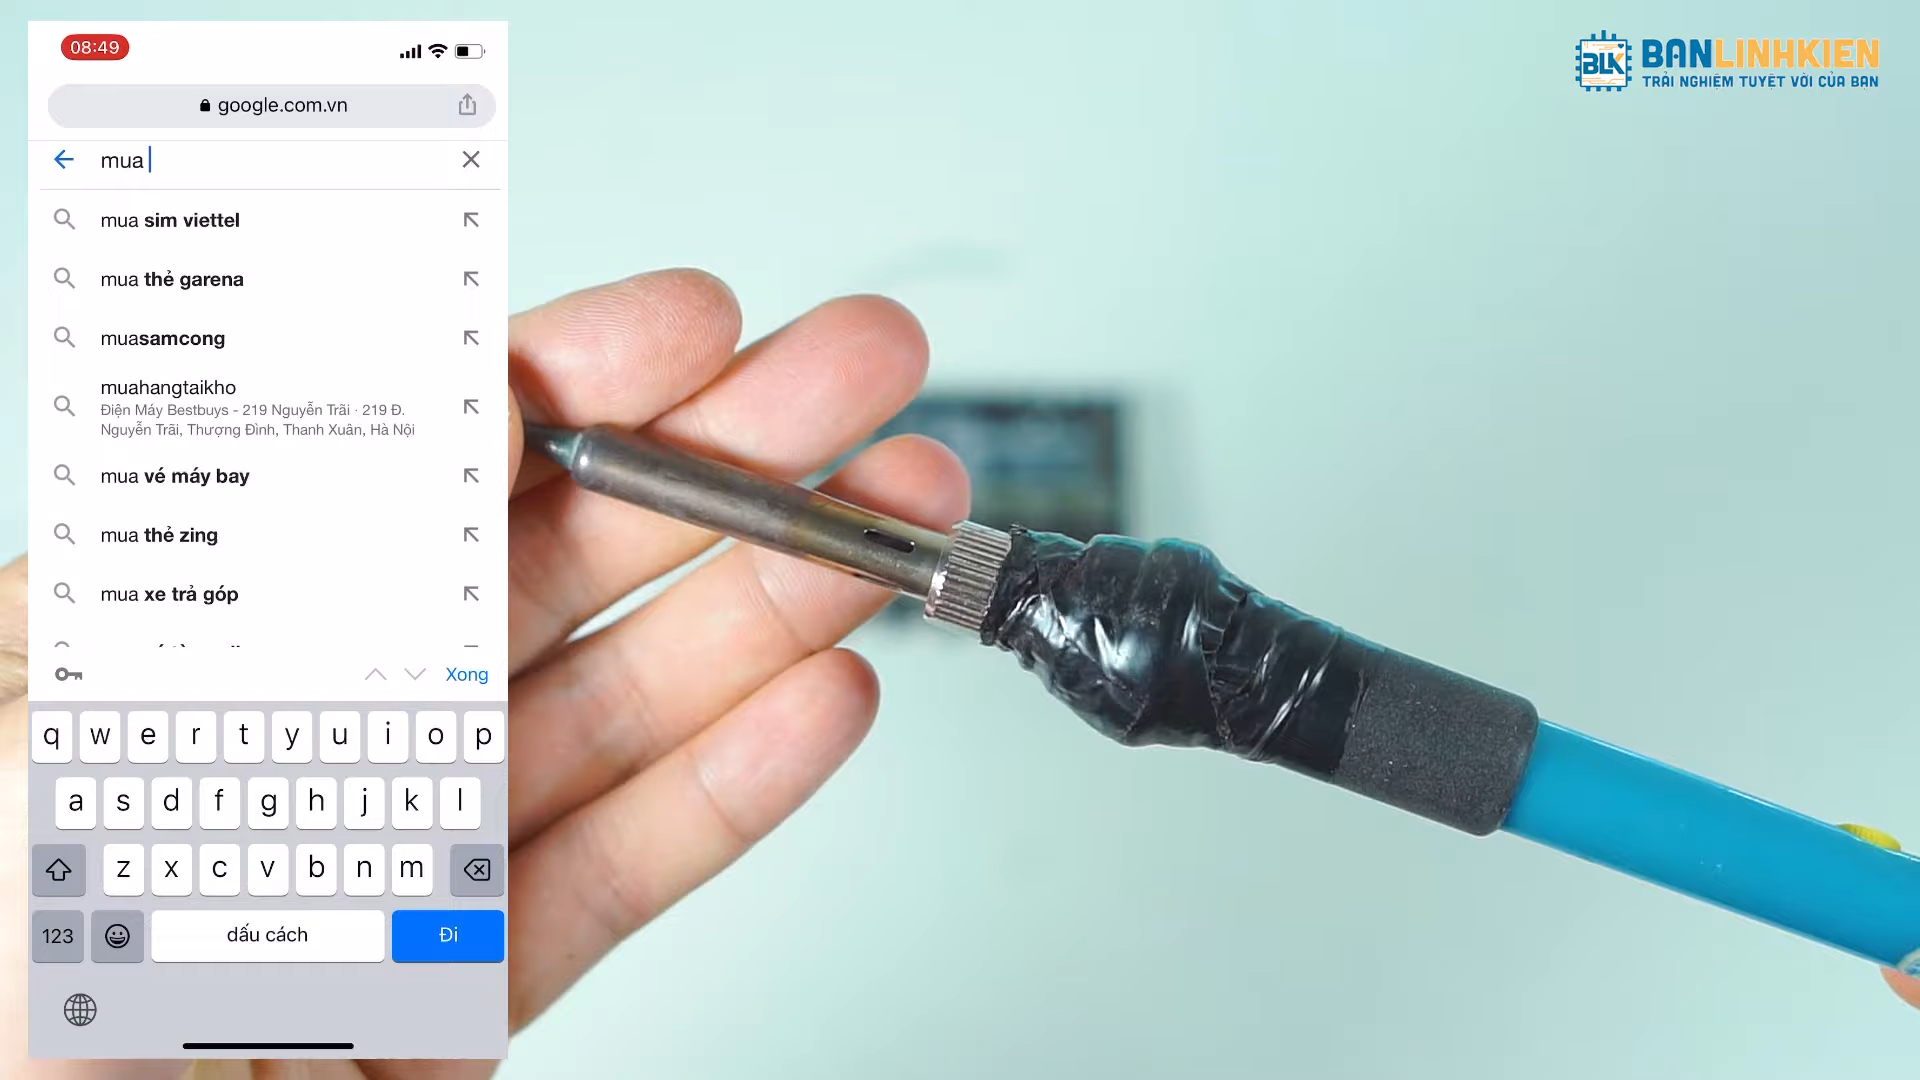 08:49
google.com.vn
mua
mua sim viettel
mua thẻ garena
muasamcong
muahangtaikho
Điện Máy Bestbuys - 219 Nguyễn Trãi · 219 Đ.
Nguyễn Trãi, Thượng Đình, Thanh Xuân, Hà Nội
mua vé máy bay
mua thẻ zing
mua xe trả góp
Xong
q w e r t y u i o p
a s d f g h j k l
z x c v b n m
123 dấu cách Đi
BLK BANLINHKIEN
TRẢI NGHIỆM TUYỆT VỜI CỦA BẠN